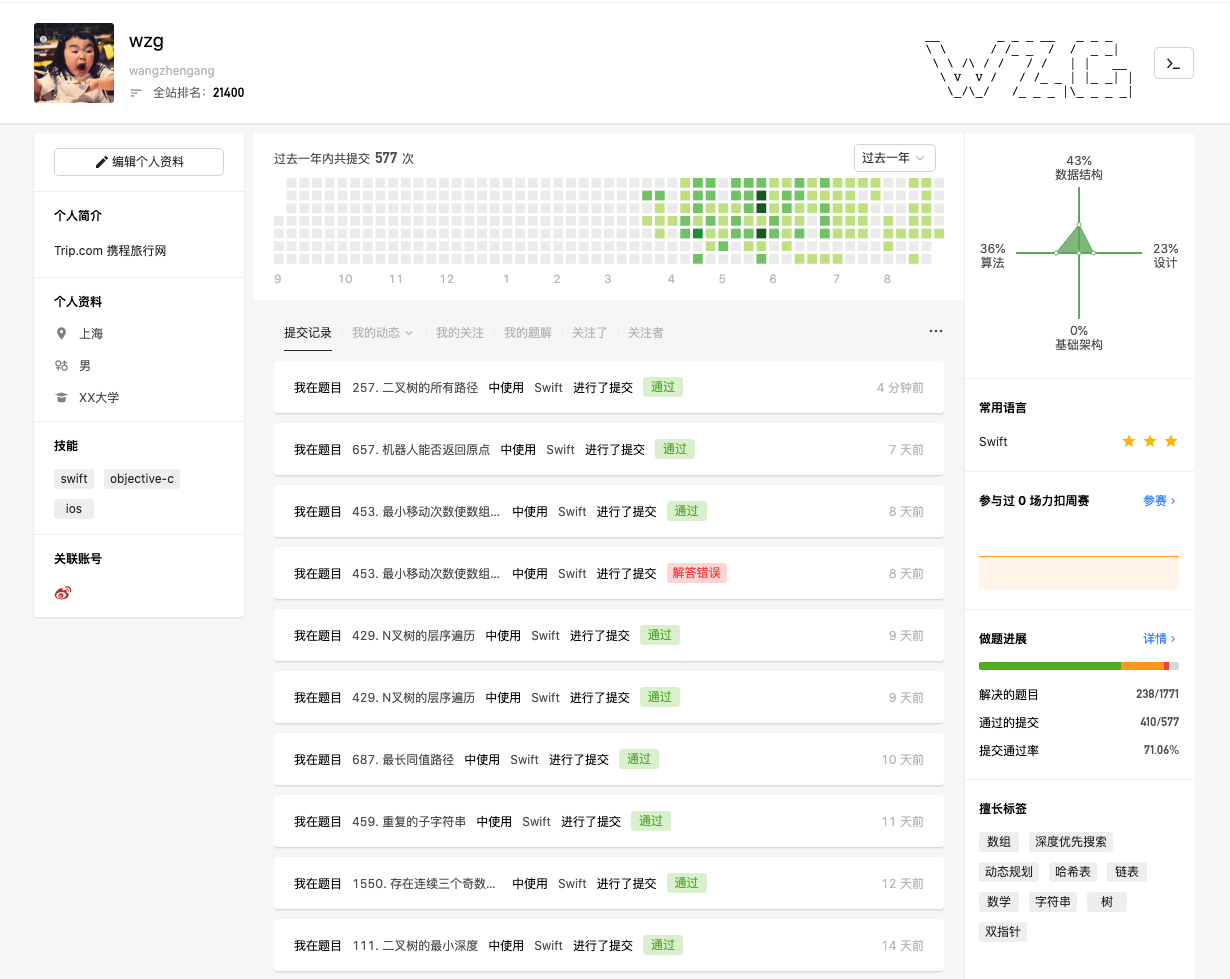 wzg
wangzhengang
全站排名: 21400
WZG
>_
编辑个人资料
个人简介
Trip.com 携程旅行网
个人资料
上海
男
XX大学
技能
swift objective-c
ios
关联账号
过去一年内共提交 577 次
过去一年
9 10 11 12 1 2 3 4 5 6 7 8
提交记录 我的动态 我的关注 我的题解 关注了 关注者 ...
我在题目 257. 二叉树的所有路径 中使用 Swift 进行了提交 通过 4 分钟前
我在题目 657. 机器人能否返回原点 中使用 Swift 进行了提交 通过 7 天前
我在题目 453. 最小移动次数使数组... 中使用 Swift 进行了提交 通过 8 天前
我在题目 453. 最小移动次数使数组... 中使用 Swift 进行了提交 解答错误 8 天前
我在题目 429. N叉树的层序遍历 中使用 Swift 进行了提交 通过 9 天前
我在题目 429. N叉树的层序遍历 中使用 Swift 进行了提交 通过 9 天前
我在题目 687. 最长同值路径 中使用 Swift 进行了提交 通过 10 天前
我在题目 459. 重复的子字符串 中使用 Swift 进行了提交 通过 11 天前
我在题目 1550. 存在连续三个奇数... 中使用 Swift 进行了提交 通过 12 天前
我在题目 111. 二叉树的最小深度 中使用 Swift 进行了提交 通过 14 天前
43%
数据结构
36%
算法
23%
设计
0%
基础架构
常用语言
Swift
参与过 0 场力扣周赛 参赛 ›
做题进展 详情 ›
解决的题目 238/1771
通过的提交 410/577
提交通过率 71.06%
擅长标签
数组 深度优先搜索
动态规划 哈希表 链表
数学 字符串 树
双指针